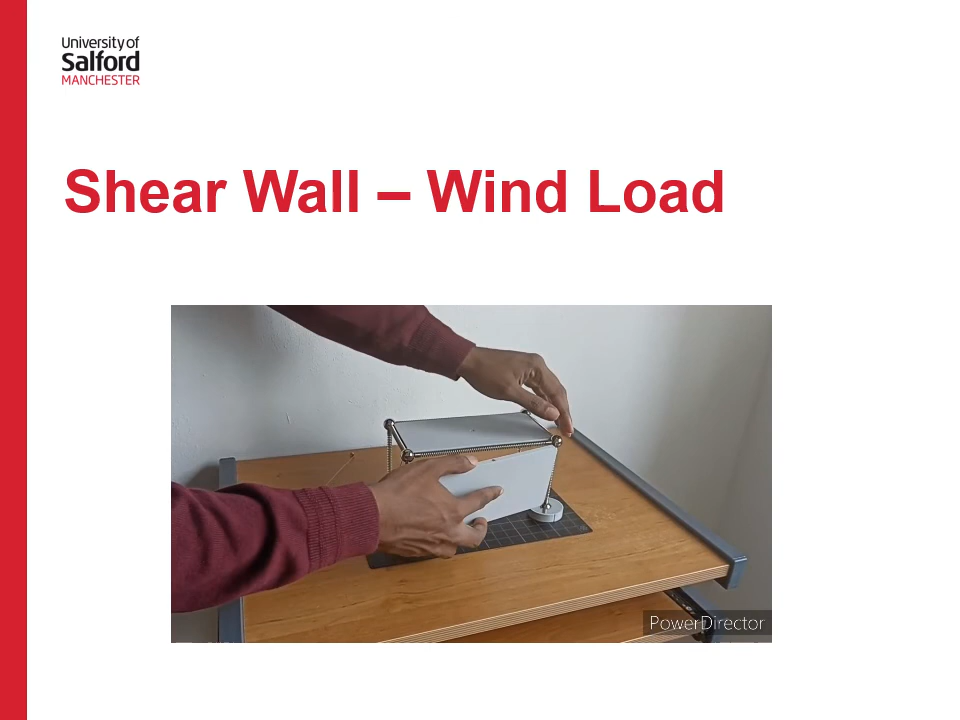 University of
Salford
MANCHESTER
Shear Wall – Wind Load
PowerDirector